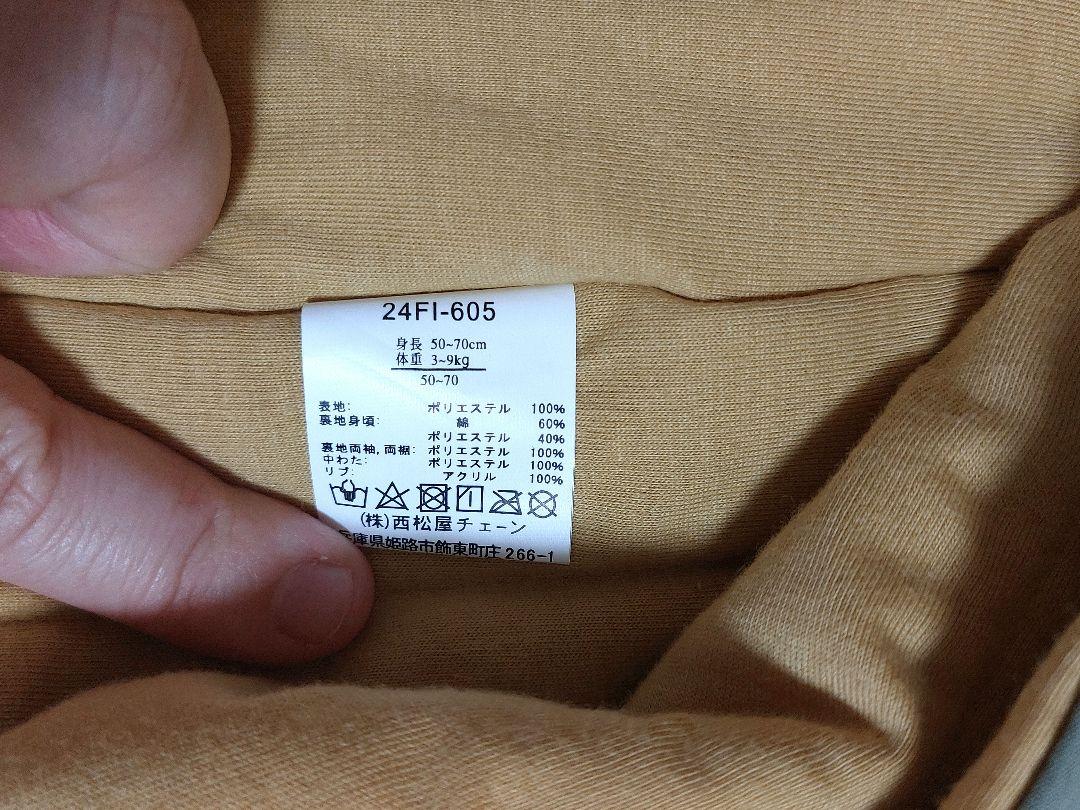 24FI-605
身長 50~70cm
体重 3~9kg
50~70
表地: ポリエステル 100%
裏地身頃: 綿 60%
ポリエステル 40%
裏地両袖,両裾: ポリエステル 100%
中わた: ポリエステル 100%
リブ: アクリル 100%
(株)西松屋チェーン
兵庫県姫路市飾東町庄266-1